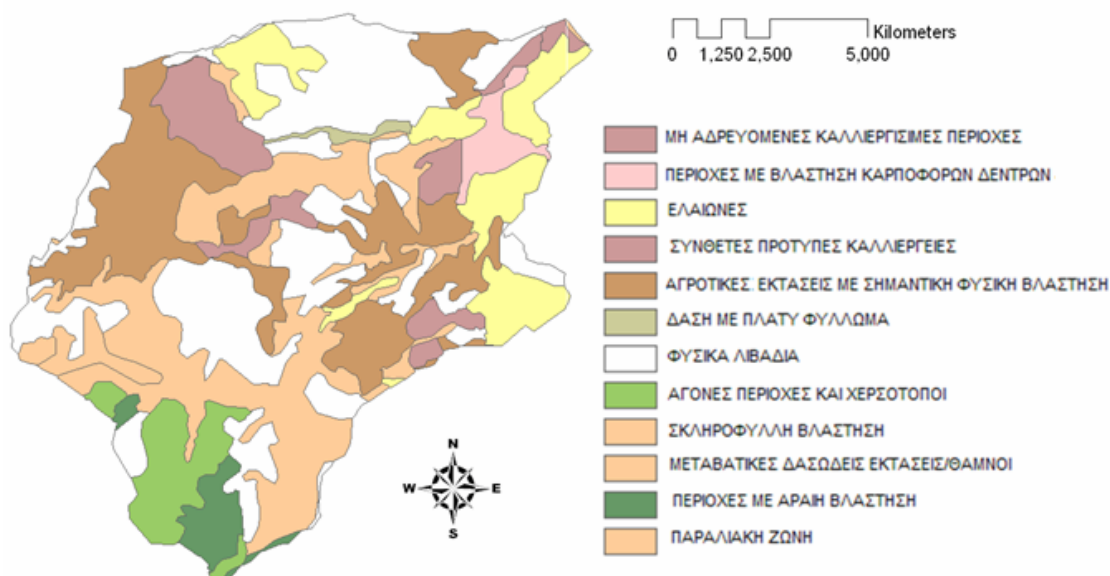 Kilometers
0 1,250 2,500 5,000
ΜΗ ΑΔΡΕΥΟΜΕΝΕΣ ΚΑΛΛΙΕΡΓΙΣΙΜΕΣ ΠΕΡΙΟΧΕΣ
ΠΕΡΙΟΧΕΣ ΜΕ ΒΛΑΣΤΗΣΗ ΚΑΡΠΟΦΟΡΩΝ ΔΕΝΤΡΩΝ
ΕΛΑΙΩΝΕΣ
ΣΥΝΘΕΤΕΣ ΠΡΟΤΥΠΕΣ ΚΑΛΛΙΕΡΓΕΙΕΣ
ΑΓΡΟΤΙΚΕΣ ΕΚΤΑΣΕΙΣ ΜΕ ΣΗΜΑΝΤΙΚΗ ΦΥΣΙΚΗ ΒΛΑΣΤΗΣΗ
ΔΑΣΗ ΜΕ ΠΛΑΤΥ ΦΥΛΛΩΜΑ
ΦΥΣΙΚΑ ΛΙΒΑΔΙΑ
ΑΓΟΝΕΣ ΠΕΡΙΟΧΕΣ ΚΑΙ ΧΕΡΣΟΤΟΠΟΙ
ΣΚΛΗΡΟΦΥΛΛΗ ΒΛΑΣΤΗΣΗ
ΜΕΤΑΒΑΤΙΚΕΣ ΔΑΣΩΔΕΙΣ ΕΚΤΑΣΕΙΣ/ΘΑΜΝΟΙ
ΠΕΡΙΟΧΕΣ ΜΕ ΑΡΑΙΗ ΒΛΑΣΤΗΣΗ
ΠΑΡΑΛΙΑΚΗ ΖΩΝΗ
N
W E
S